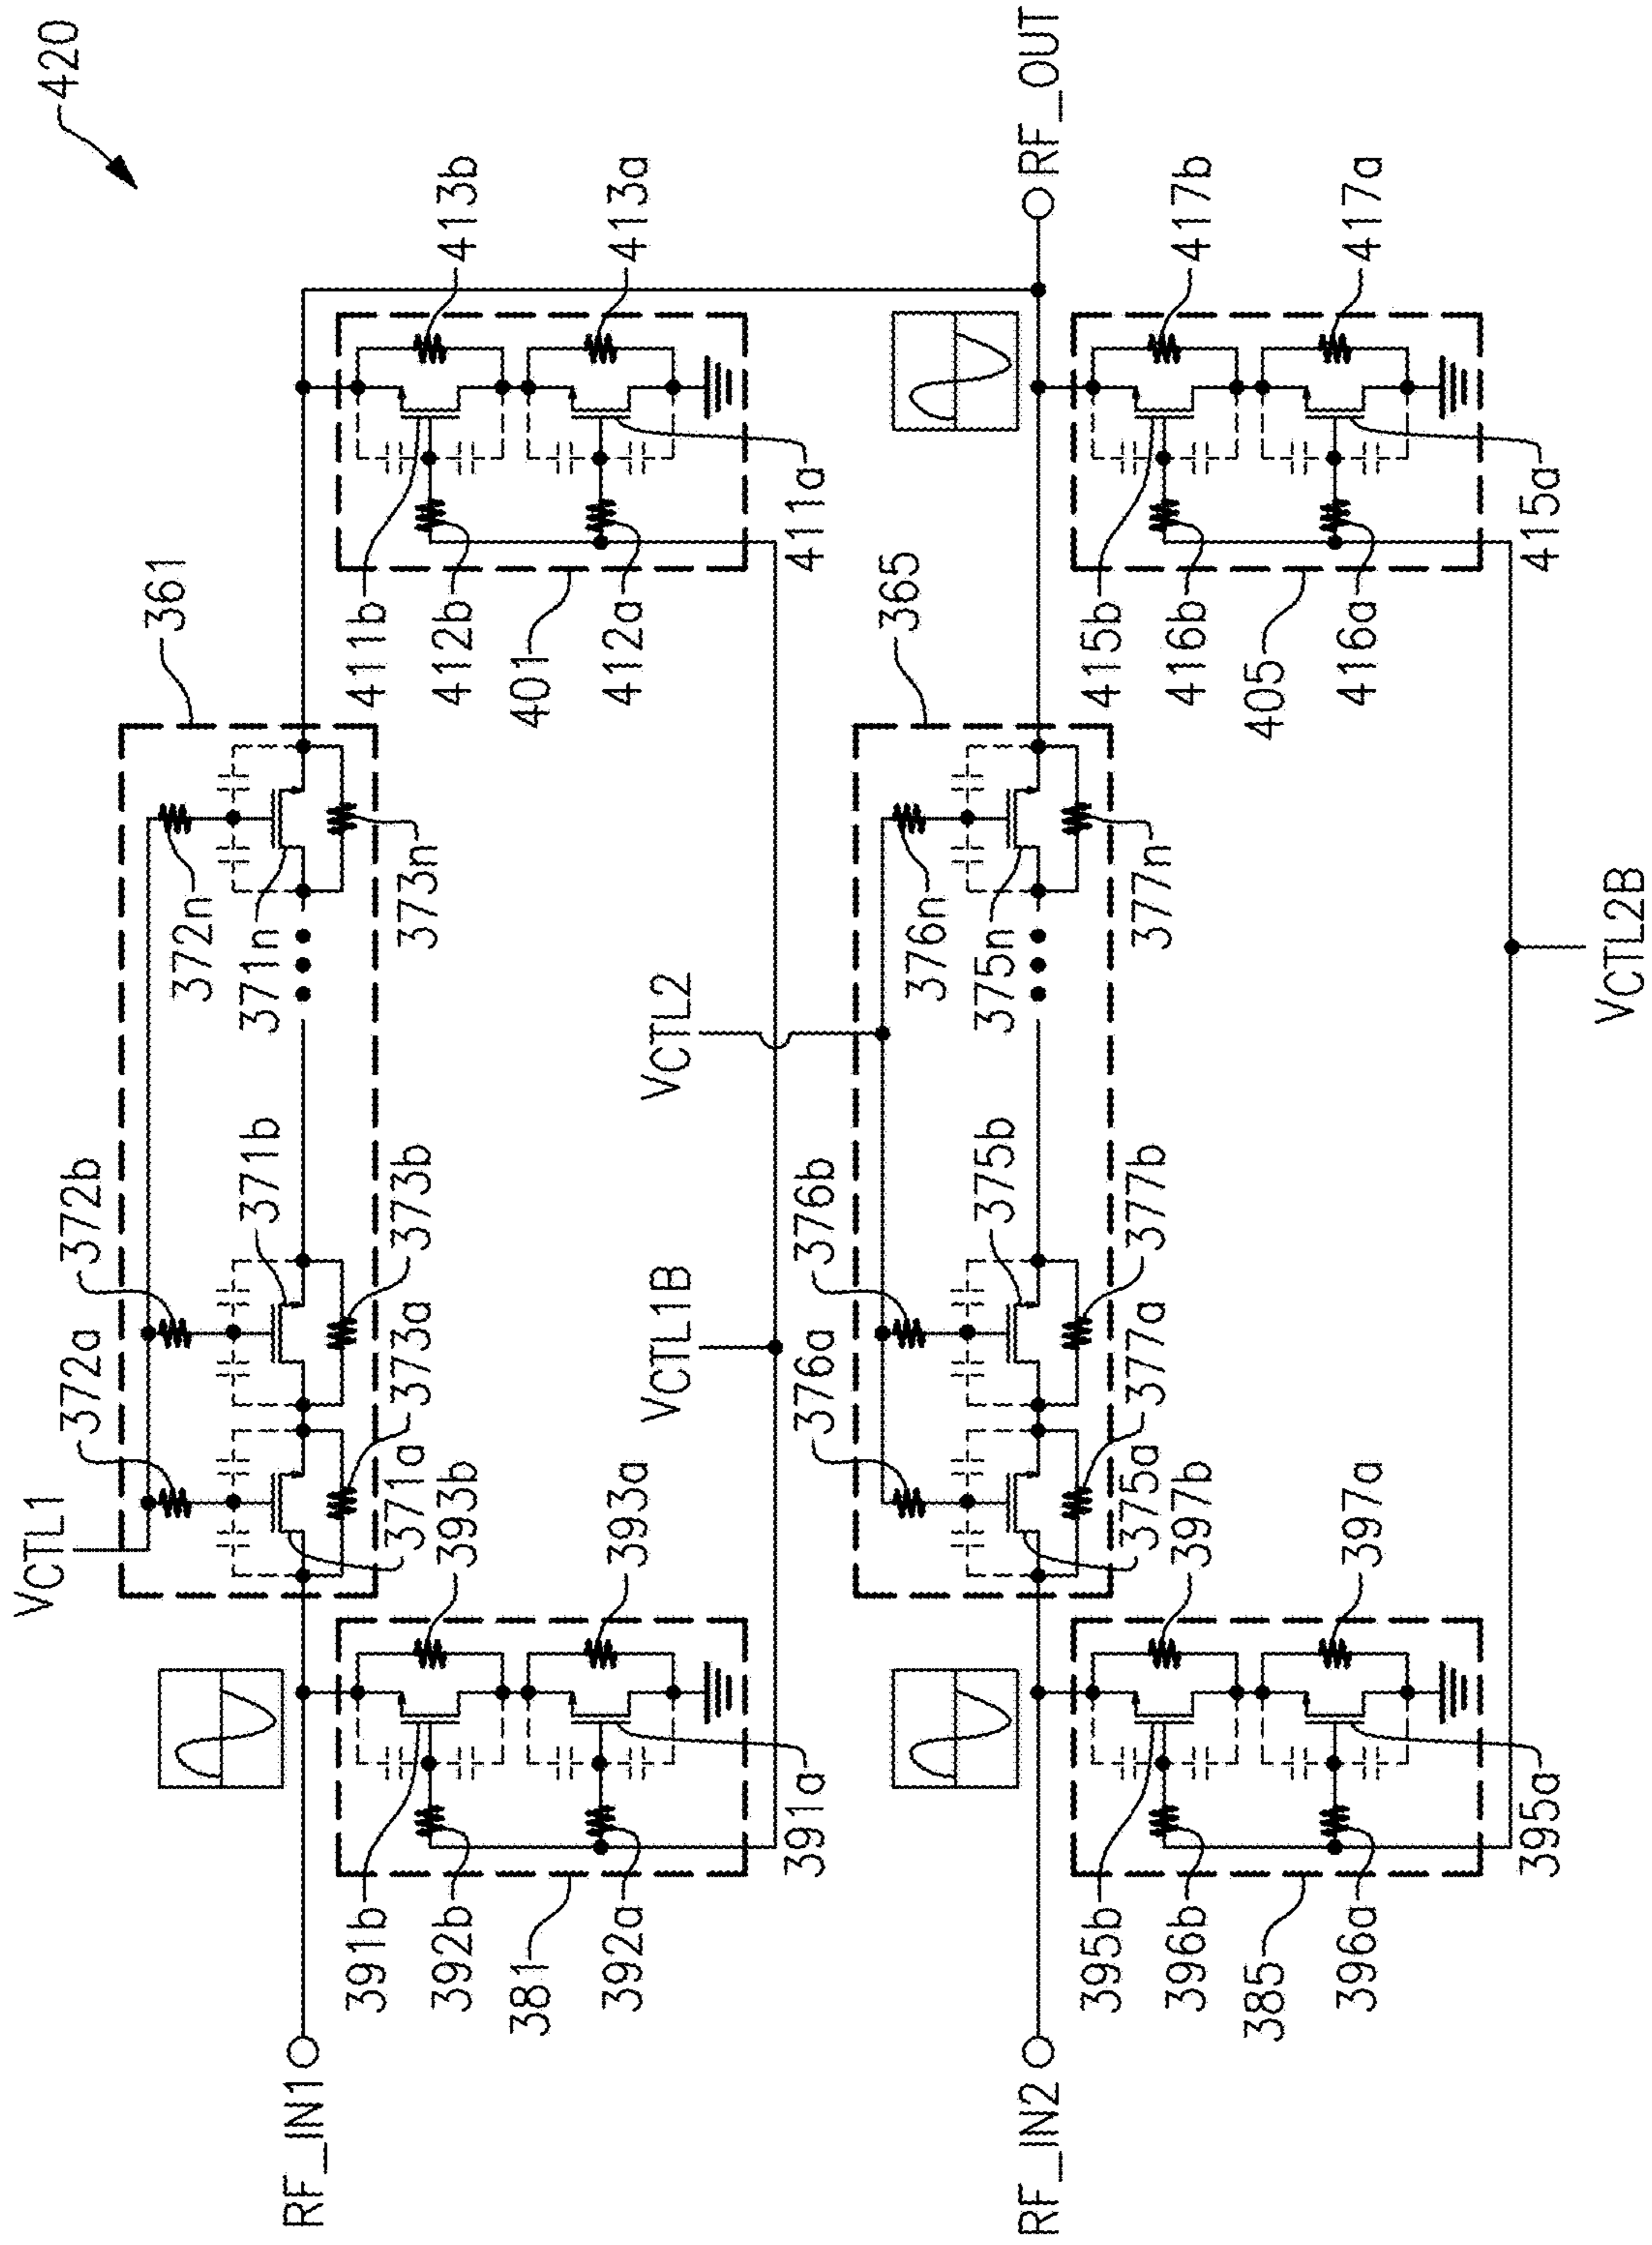 420
RF_IN1
RF_IN2
RF_OUT
VCTL1
372a
372b
372n
361
371a
371b
371n
373a
373b
373n
391b
392b
381
392a
391a
393b
393a
411b
412b
401
412a
411a
413b
413a
VCTL1B
VCTL2
376a
376b
376n
365
375a
375b
375n
377a
377b
377n
395b
396b
385
396a
395a
397b
397a
415b
416b
405
416a
415a
417b
417a
VCTL2B